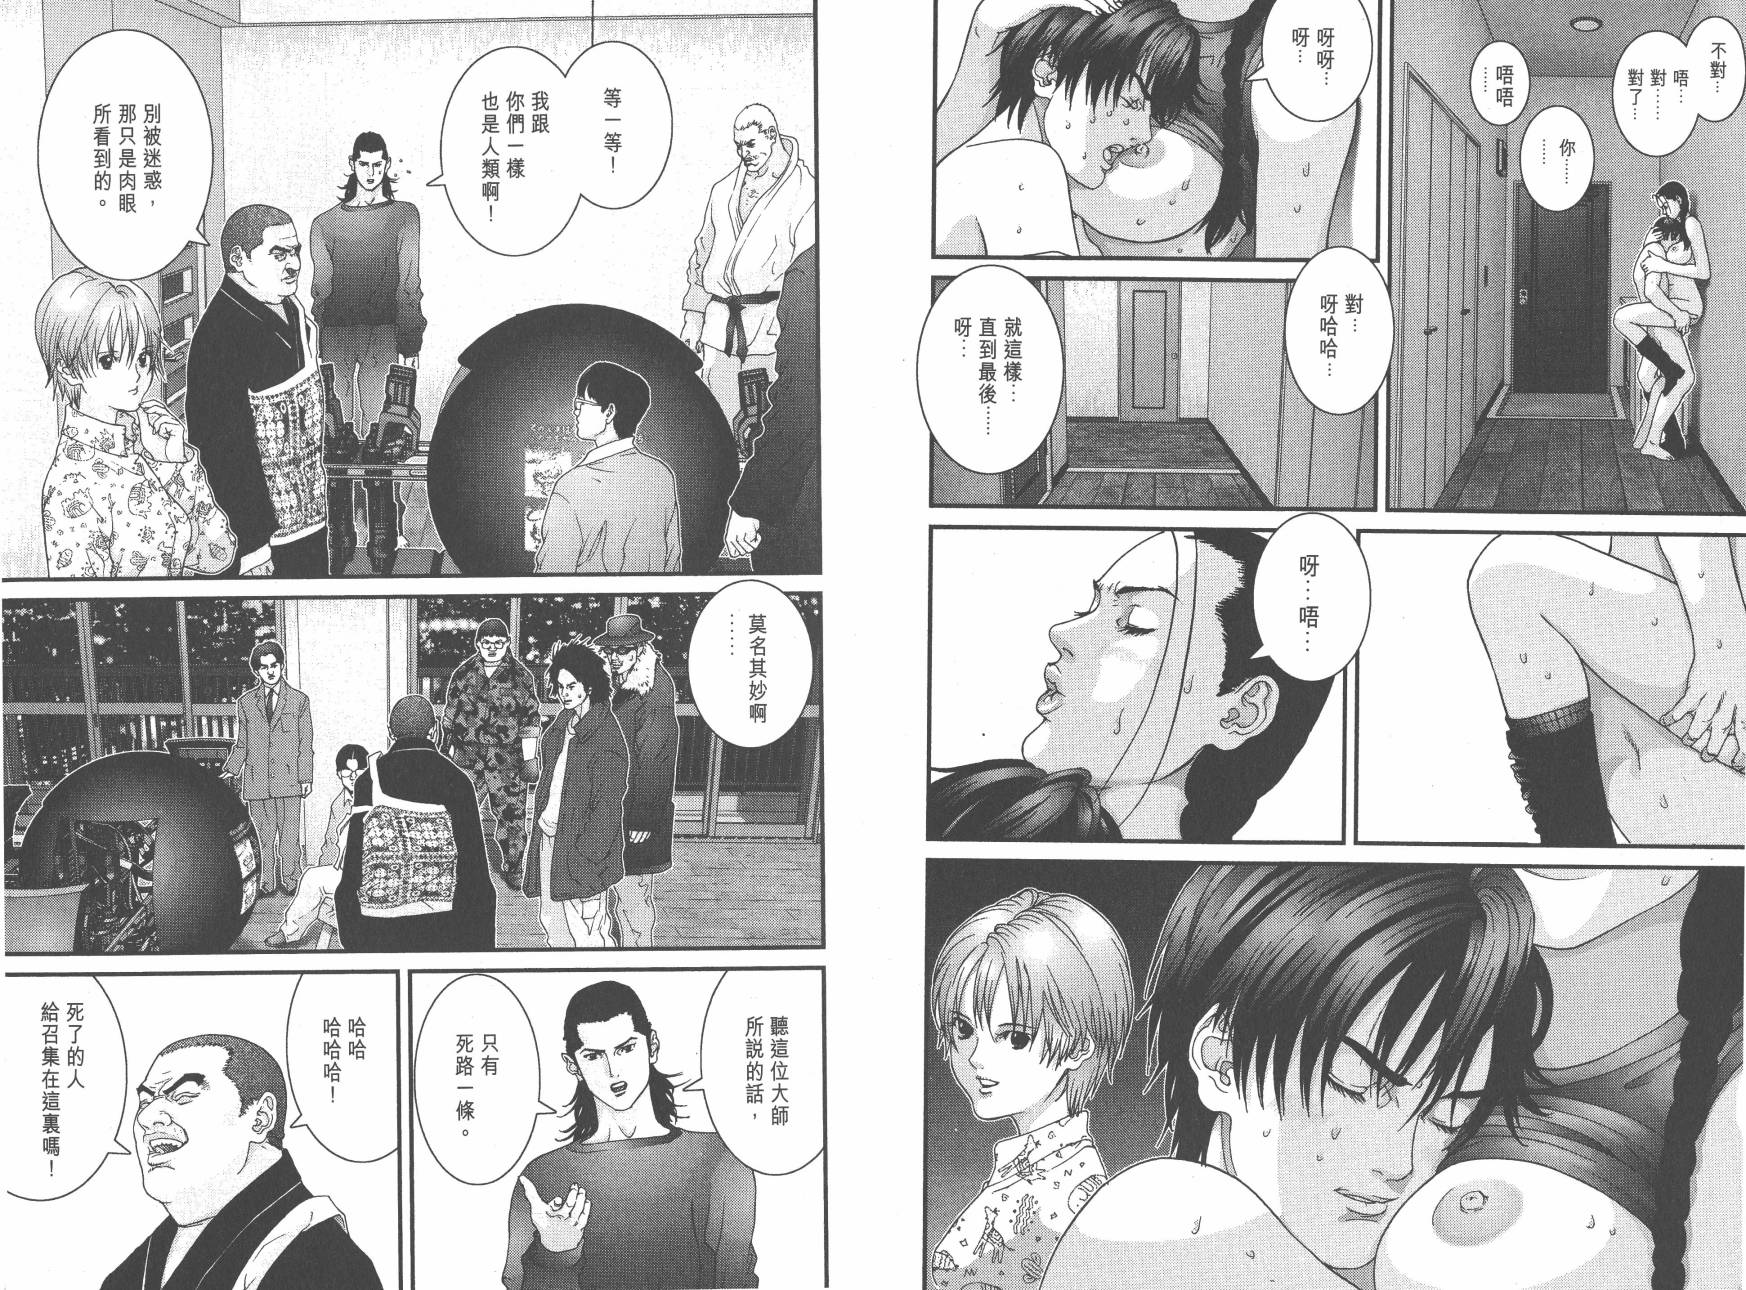 不對…
唔…
對……
對了…
唔唔
……
你……
……
呀呀…
呀…
對…
呀哈哈…
就這樣…
直到最後……
呀…
呀…唔…
等一等！
我跟
你們一樣
也是人類啊！
別被迷惑，
那只是肉眼
所看到的。
莫名其妙啊
……
聽這位大師
所說的話，
只有
死路一條。
哈哈
哈哈哈！
死了的人
給召集在這裏嗎！